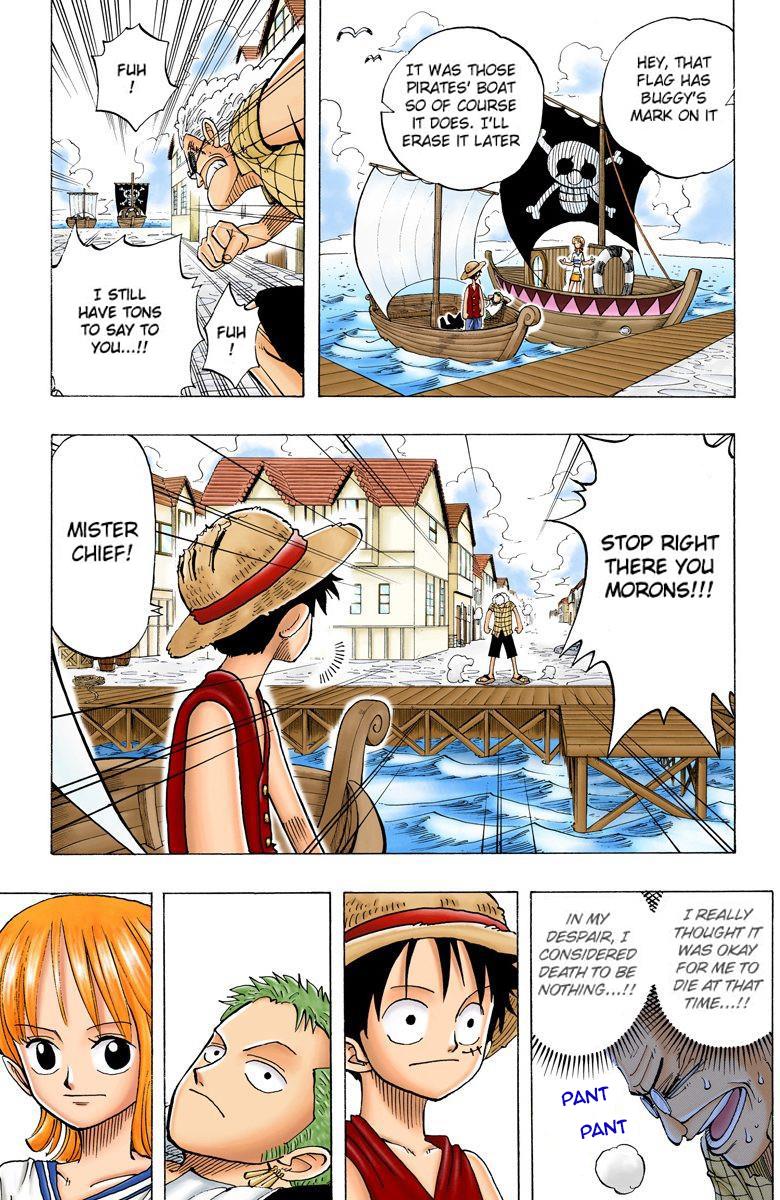 HEY, THAT
FLAG HAS
BUGGY'S
MARK ON IT
IT WAS THOSE
PIRATES' BOAT
SO OF COURSE
IT DOES. I'LL
ERASE IT LATER
FUH
!
I STILL
HAVE TONS
TO SAY TO
YOU...!!
FUH
!
STOP RIGHT
THERE YOU
MORONS!!!
MISTER
CHIEF!
I REALLY
THOUGHT IT
WAS OKAY
FOR ME TO
DIE AT THAT
TIME...!!
IN MY
DESPAIR, I
CONSIDERED
DEATH TO BE
NOTHING...!!
PANT
PANT